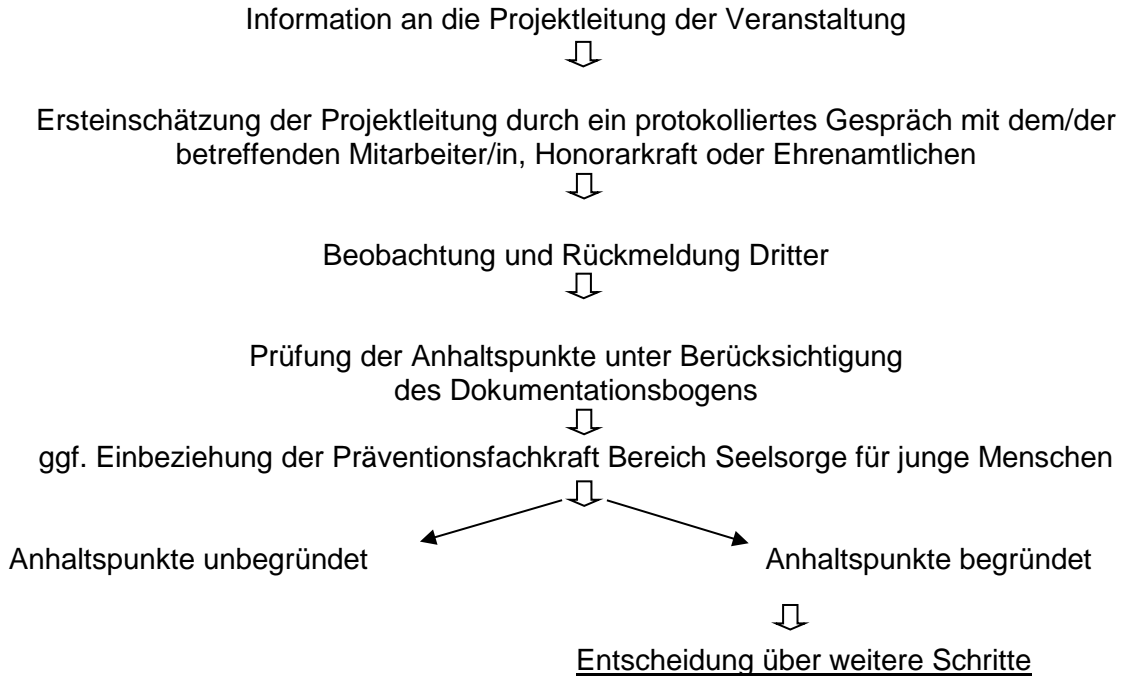 Information an die Projektleitung der Veranstaltung
Ersteinschätzung der Projektleitung durch ein protokolliertes Gespräch mit dem/der
betreffenden Mitarbeiter/in, Honorarkraft oder Ehrenamtlichen
Beobachtung und Rückmeldung Dritter
Prüfung der Anhaltspunkte unter Berücksichtigung
des Dokumentationsbogens
ggf. Einbeziehung der Präventionsfachkraft Bereich Seelsorge für junge Menschen
Anhaltspunkte unbegründet
Anhaltspunkte begründet
Entscheidung über weitere Schritte